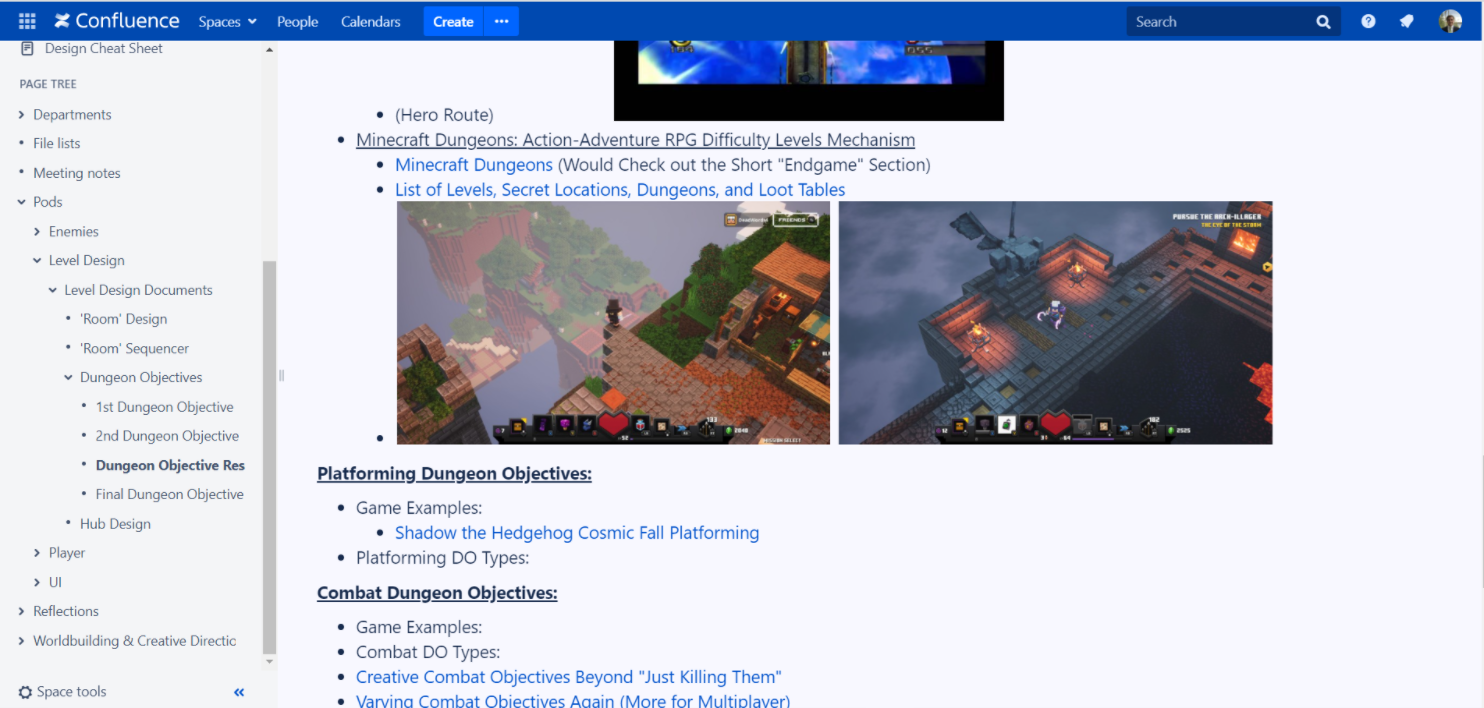 Confluence Spaces People Calendars Create ••• Search
Design Cheat Sheet
PAGE TREE
Departments
File lists
Meeting notes
Pods
Enemies
Level Design
Level Design Documents
'Room' Design
'Room' Sequencer
Dungeon Objectives
1st Dungeon Objective
2nd Dungeon Objective
Dungeon Objective Res
Final Dungeon Objective
Hub Design
Player
UI
Reflections
Worldbuilding & Creative Directic
Space tools
(Hero Route)
Minecraft Dungeons: Action-Adventure RPG Difficulty Levels Mechanism
Minecraft Dungeons (Would Check out the Short "Endgame" Section)
List of Levels, Secret Locations, Dungeons, and Loot Tables
FRIENDS
PURSUE THE ARCH-ILLAGER
THE EYE OF THE STORM
MISSION SELECT
Platforming Dungeon Objectives:
Game Examples:
Shadow the Hedgehog Cosmic Fall Platforming
Platforming DO Types:
Combat Dungeon Objectives:
Game Examples:
Combat DO Types:
Creative Combat Objectives Beyond "Just Killing Them"
Varying Combat Objectives Again (More for Multiplayer)